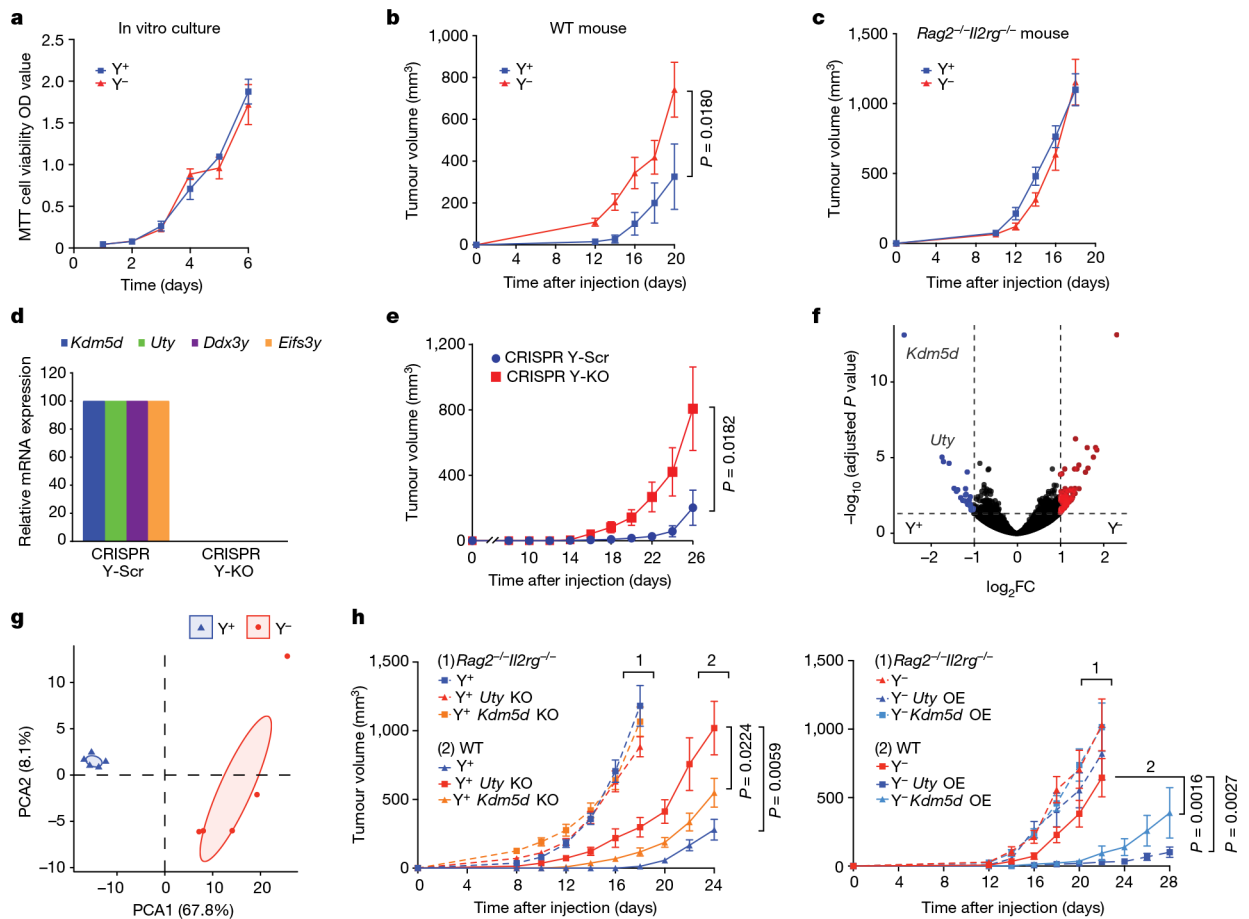 a
In vitro culture
2.5
2.0
1.5
1.0
0.5
0
MTT cell viability OD value
Y+
Y−
0 2 4 6
Time (days)
b
WT mouse
1,000
800
600
400
200
0
Tumour volume (mm³)
Y+
Y−
P = 0.0180
0 4 8 12 16 20
Time after injection (days)
c
Rag2−/−Il2rg−/− mouse
1,500
1,000
500
0
Tumour volume (mm³)
Y+
Y−
0 4 8 12 16 20
Time after injection (days)
d
Kdm5d Uty Ddx3y Eifs3y
120
100
80
60
40
20
0
Relative mRNA expression
CRISPR Y-Scr
CRISPR Y-KO
e
1,200
800
400
0
Tumour volume (mm³)
CRISPR Y-Scr
CRISPR Y-KO
P = 0.0182
0 10 14 18 22 26
Time after injection (days)
f
Kdm5d
Uty
10
5
0
−log₁₀ (adjusted P value)
Y+
Y−
−2 −1 0 1 2
log₂FC
g
Y+ Y−
10
5
0
−5
−10
PCA2 (8.1%)
−10 0 10 20
PCA1 (67.8%)
h
1,500
1,000
500
0
Tumour volume (mm³)
(1) Rag2−/−Il2rg−/−
Y+
Y+ Uty KO
Y+ Kdm5d KO
(2) WT
Y+
Y+ Uty KO
Y+ Kdm5d KO
1
2
P = 0.0224
P = 0.0059
0 4 8 12 16 20 24
Time after injection (days)
1,500
1,000
500
0
(1) Rag2−/−Il2rg−/−
Y−
Y− Uty OE
Y− Kdm5d OE
(2) WT
Y−
Y− Uty OE
Y− Kdm5d OE
1
2
P = 0.0016
P = 0.0027
0 4 8 12 16 20 24 28
Time after injection (days)